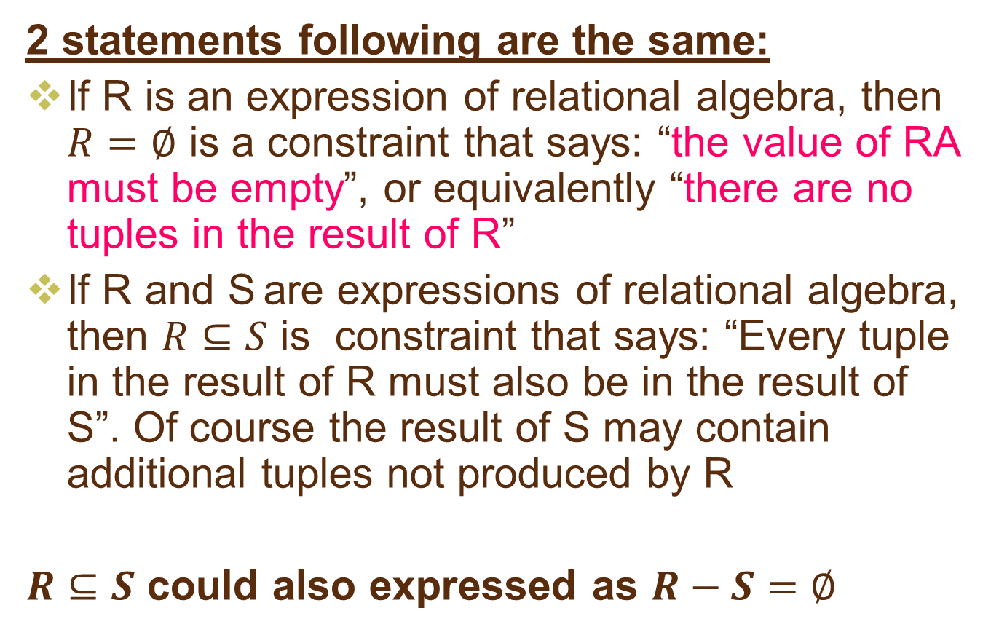 2 statements following are the same:
❖ If R is an expression of relational algebra, then
R = ∅ is a constraint that says: “the value of RA
must be empty”, or equivalently “there are no
tuples in the result of R”
❖ If R and S are expressions of relational algebra,
then R ⊆ S is constraint that says: “Every tuple
in the result of R must also be in the result of
S”. Of course the result of S may contain
additional tuples not produced by R
R ⊆ S could also expressed as R − S = ∅